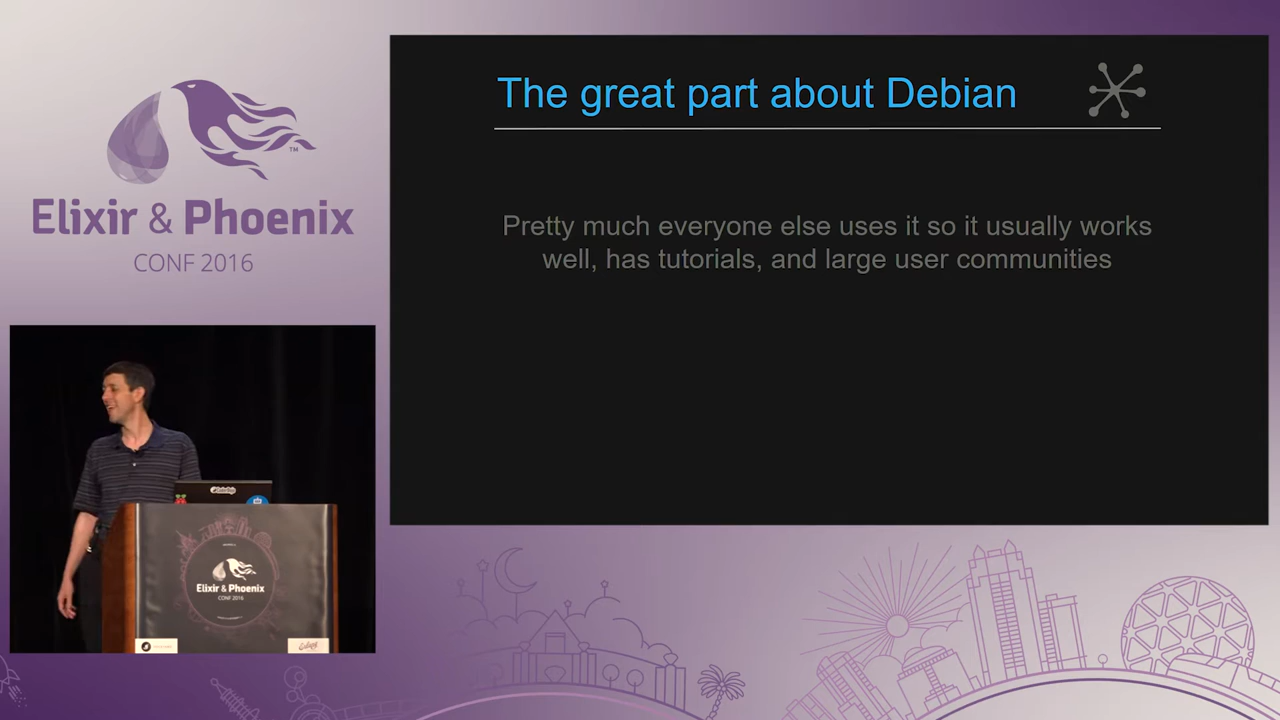 The great part about Debian
Pretty much everyone else uses it so it usually works
well, has tutorials, and large user communities
TM
Elixir & Phoenix
CONF 2016
Elixir & Phoenix
CONF 2016